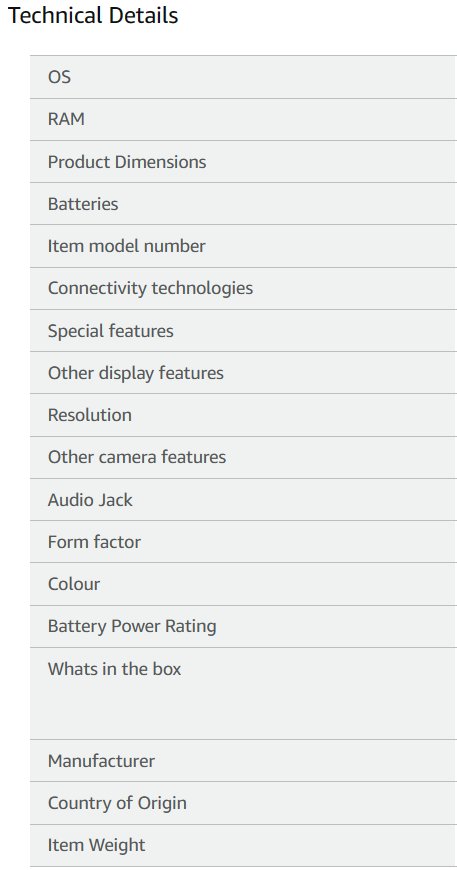 Technical Details
OS
RAM
Product Dimensions
Batteries
Item model number
Connectivity technologies
Special features
Other display features
Resolution
Other camera features
Audio Jack
Form factor
Colour
Battery Power Rating
Whats in the box
Manufacturer
Country of Origin
Item Weight